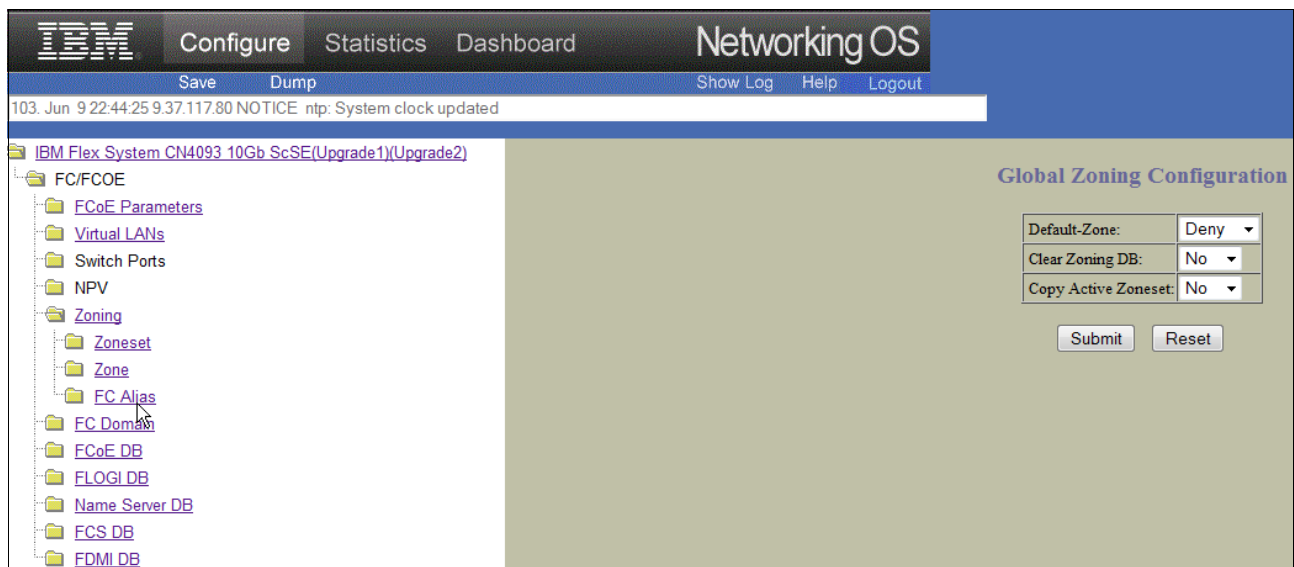 IBM Configure Statistics Dashboard Networking OS
Save Dump Show Log Help Logout
103. Jun 9 22:44:25 9.37.117.80 NOTICE ntp: System clock updated
IBM Flex System CN4093 10Gb ScSE(Upgrade1)(Upgrade2)
FC/FCOE
FCoE Parameters
Virtual LANs
Switch Ports
NPV
Zoning
Zoneset
Zone
FC Alias
FC Domain
FCoE DB
FLOGI DB
Name Server DB
FCS DB
FDMI DB
Global Zoning Configuration
Default-Zone: Deny
Clear Zoning DB: No
Copy Active Zoneset: No
Submit Reset